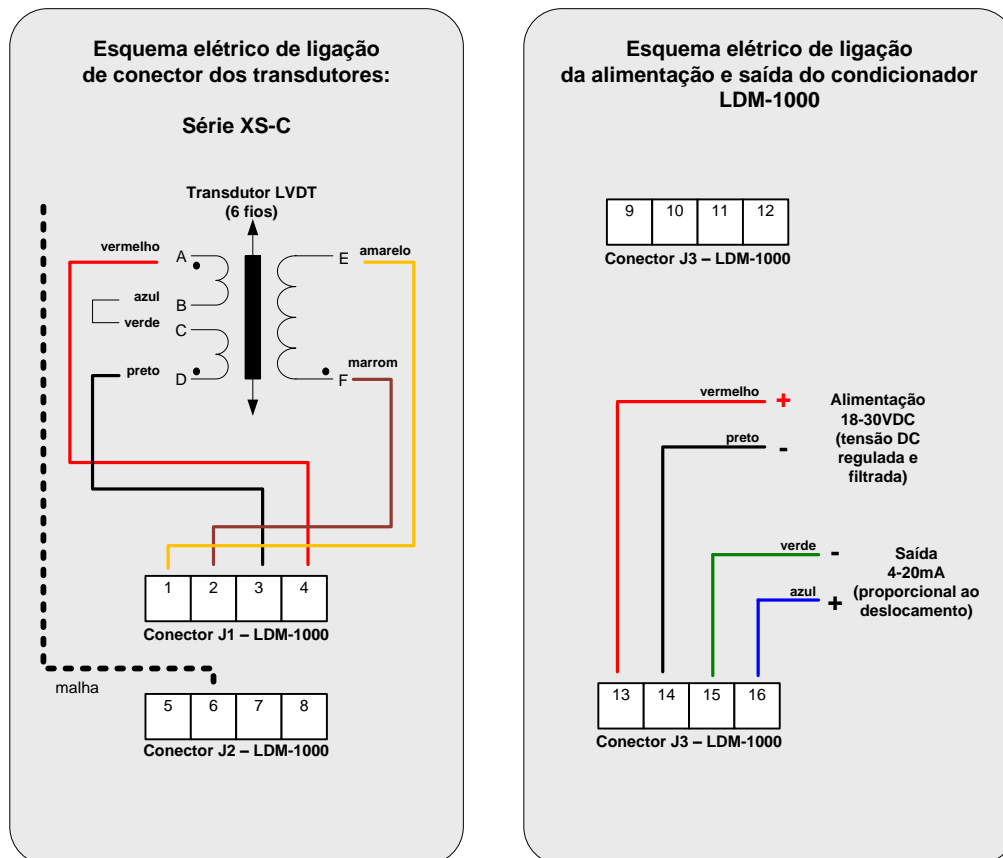 Esquema elétrico de ligação
de conector dos transdutores:
Série XS-C
Transdutor LVDT
(6 fios)
vermelho
A
E
amarelo
azul
B
verde
C
preto
D
marrom
F
1 2 3 4
Conector J1 – LDM-1000
malha
5 6 7 8
Conector J2 – LDM-1000
Esquema elétrico de ligação
da alimentação e saída do condicionador
LDM-1000
9 10 11 12
Conector J3 – LDM-1000
vermelho
+
preto
-
Alimentação
18-30VDC
(tensão DC
regulada e
filtrada)
verde
-
azul
+
Saída
4-20mA
(proporcional ao
deslocamento)
13 14 15 16
Conector J3 – LDM-1000